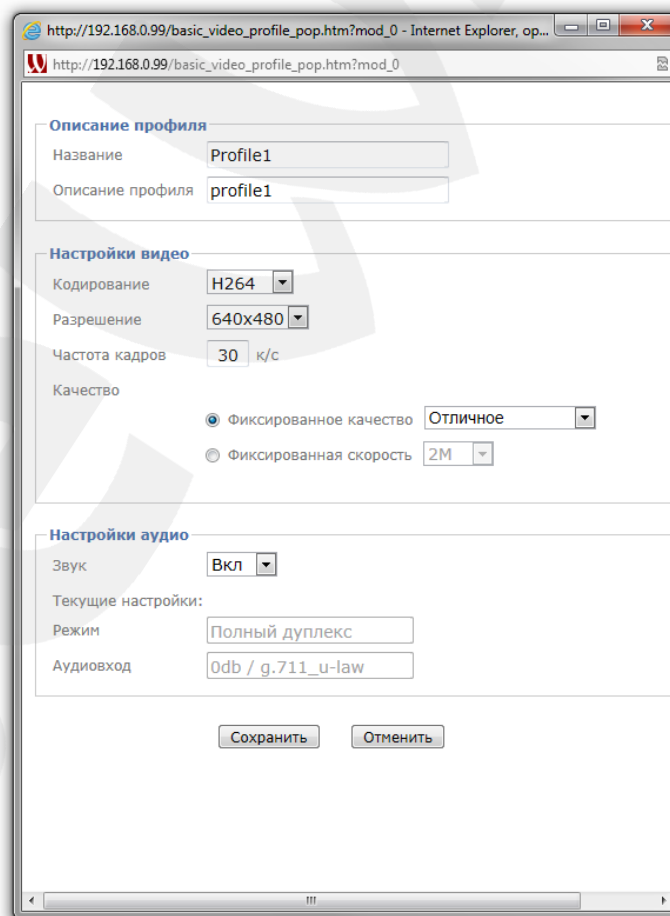 http://192.168.0.99/basic_video_profile_pop.htm?mod_0 - Internet Explorer, op...
http://192.168.0.99/basic_video_profile_pop.htm?mod_0
Описание профиля
Название Profile1
Описание профиля profile1
Настройки видео
Кодирование H264
Разрешение 640x480
Частота кадров 30 к/с
Качество
Фиксированное качество Отличное
Фиксированная скорость 2M
Настройки аудио
Звук Вкл
Текущие настройки:
Режим Полный дуплекс
Аудиовход 0db / g.711_u-law
Сохранить Отменить